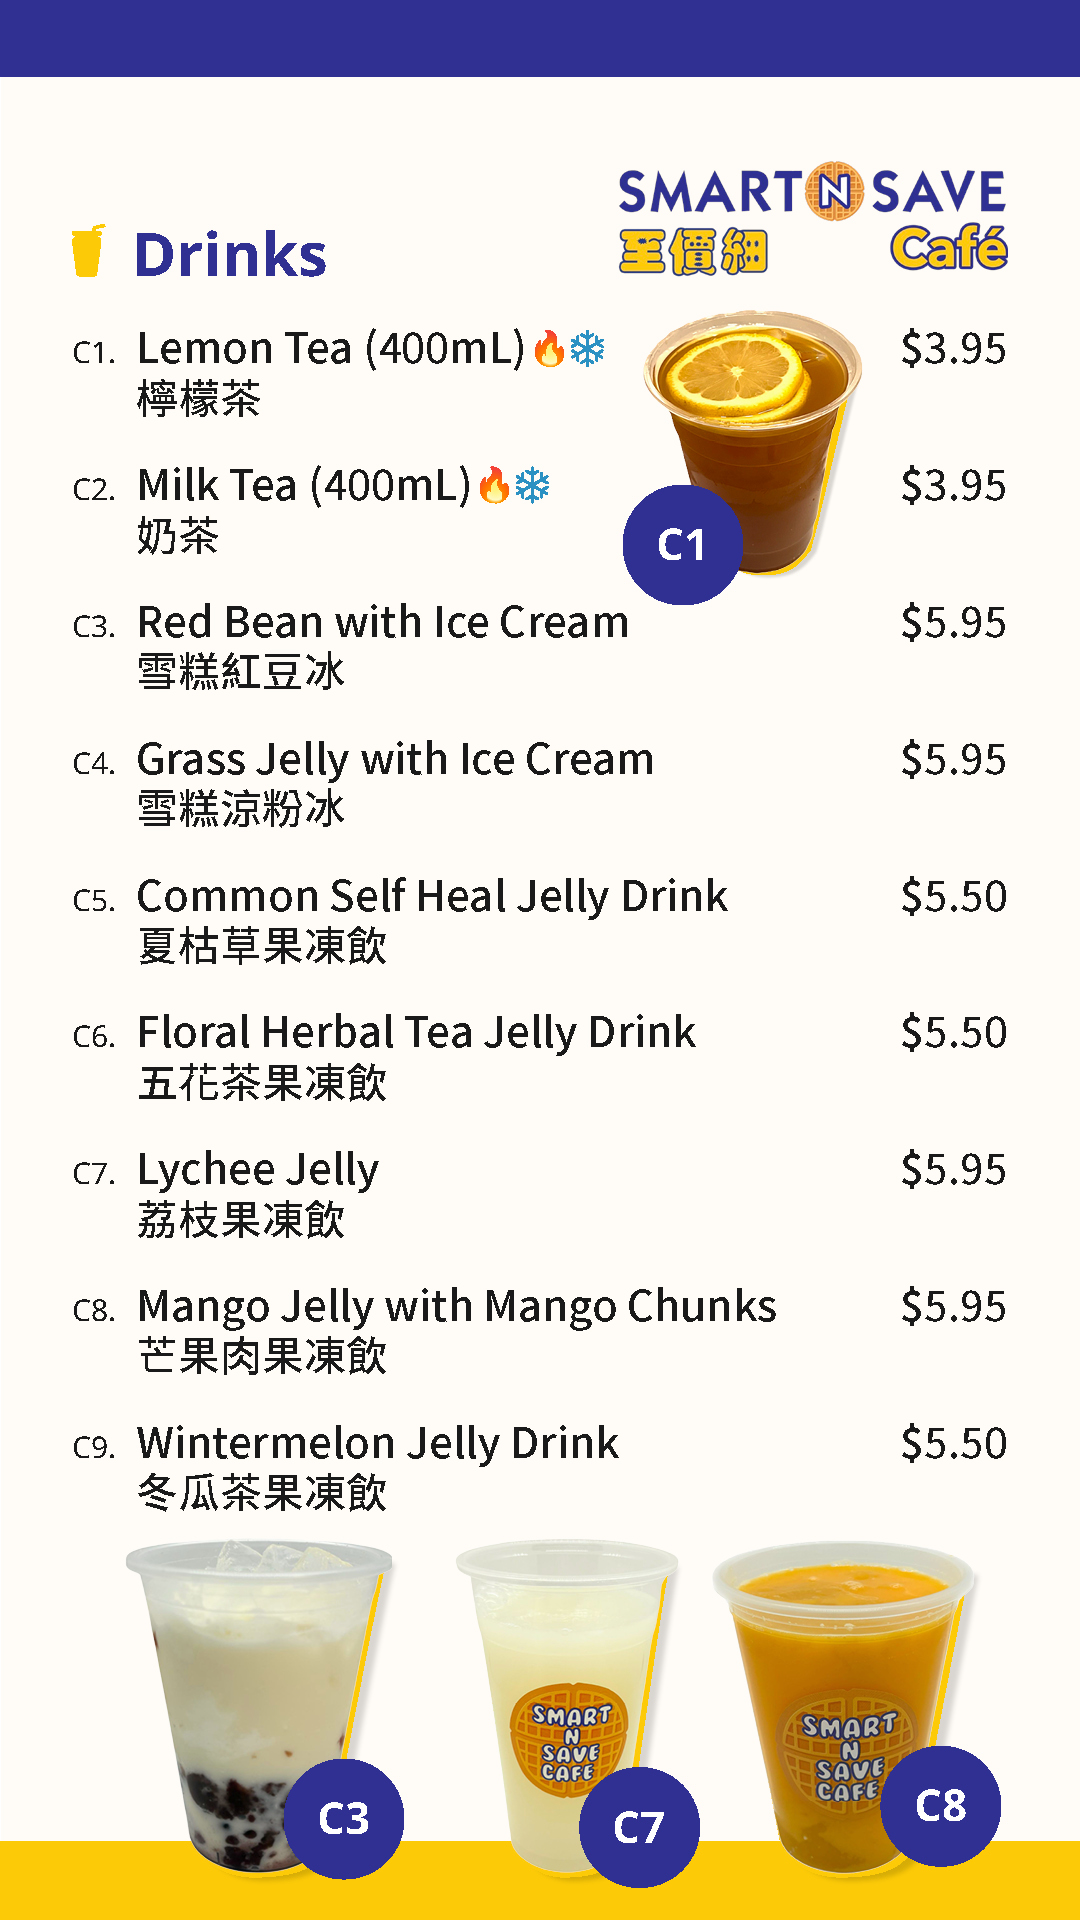 SMART N SAVE
至價細 Café
Drinks
C1. Lemon Tea (400mL)🔥❄ $3.95
檸檬茶
C2. Milk Tea (400mL)🔥❄ $3.95
奶茶
C1
C3. Red Bean with Ice Cream $5.95
雪糕紅豆冰
C4. Grass Jelly with Ice Cream $5.95
雪糕涼粉冰
C5. Common Self Heal Jelly Drink $5.50
夏枯草果凍飲
C6. Floral Herbal Tea Jelly Drink $5.50
五花茶果凍飲
C7. Lychee Jelly $5.95
荔枝果凍飲
C8. Mango Jelly with Mango Chunks $5.95
芒果肉果凍飲
C9. Wintermelon Jelly Drink $5.50
冬瓜茶果凍飲
C3
SMART
N
SAVE
CAFE
C7
SMART
N
SAVE
CAFE
C8